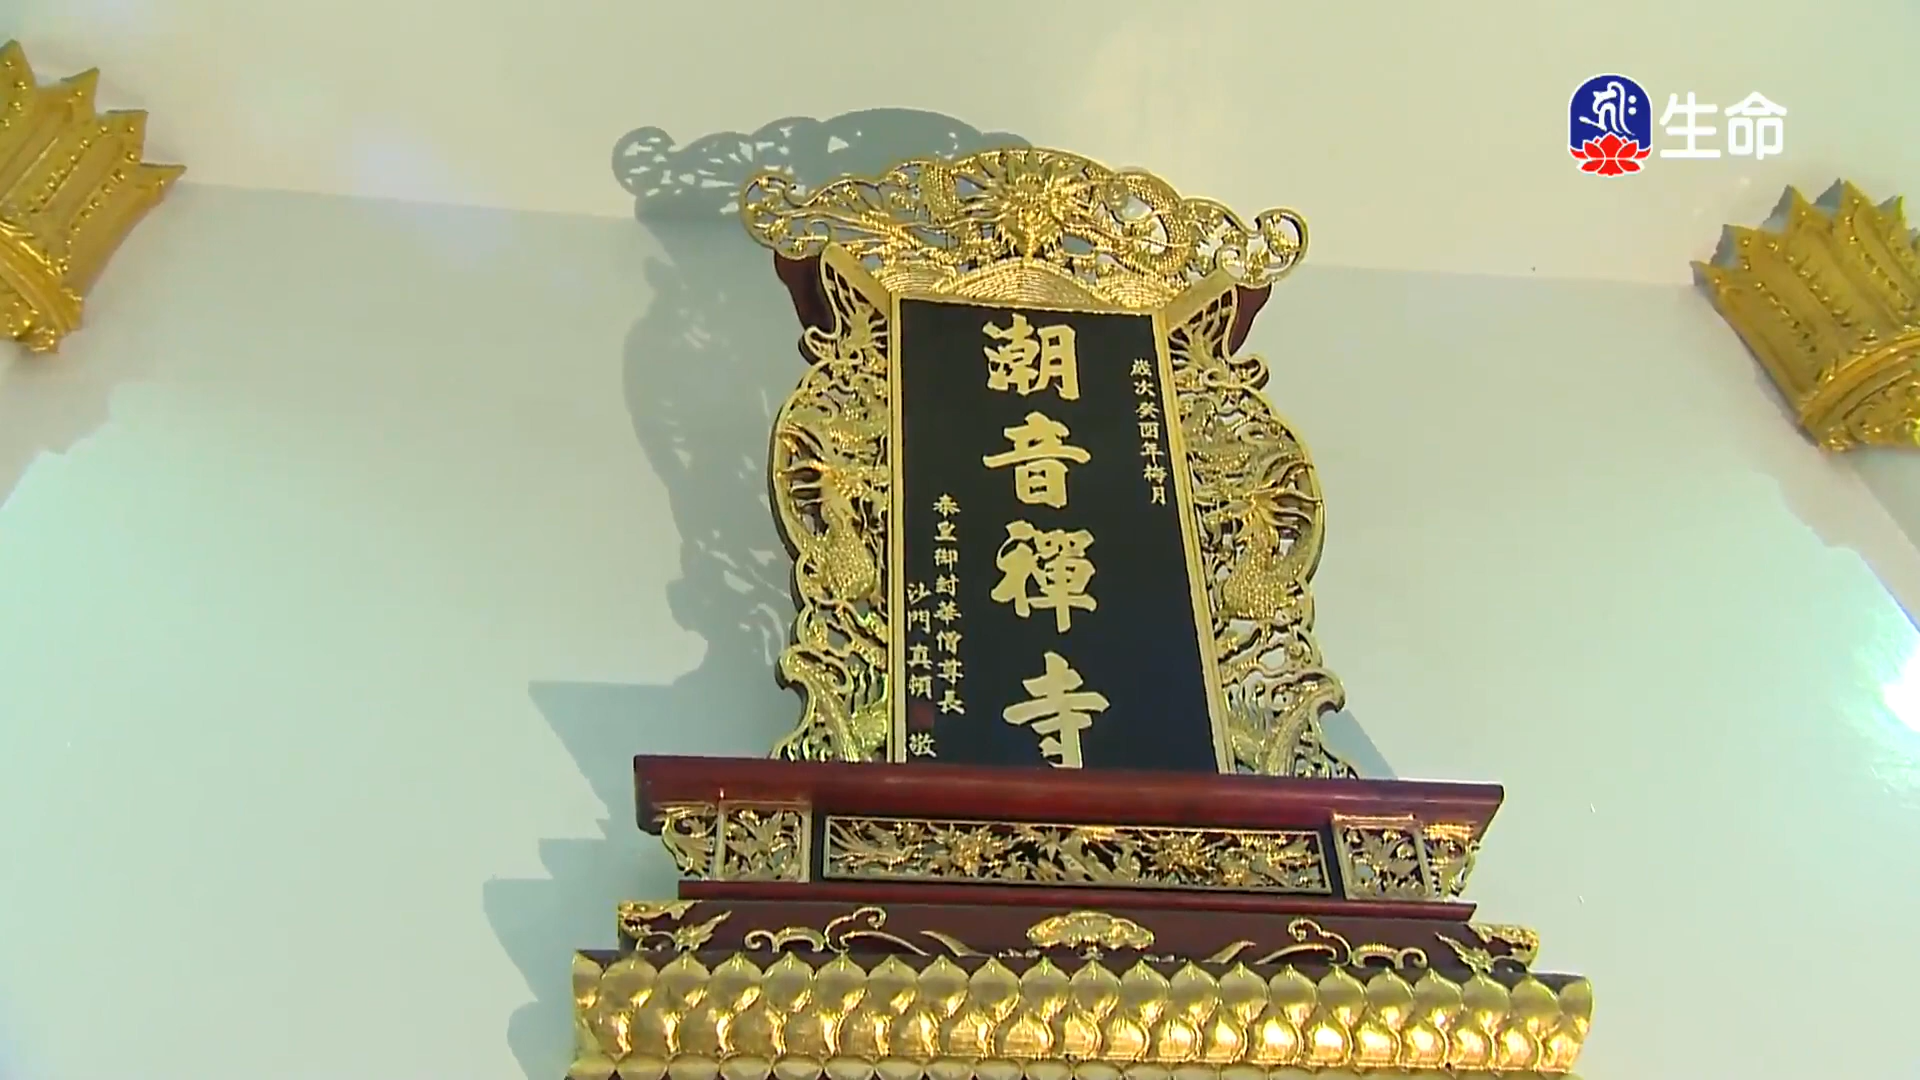 生命
歲次癸酉年梅月
潮音禪寺
泰皇御封華僧尊長
沙門真頓 敬